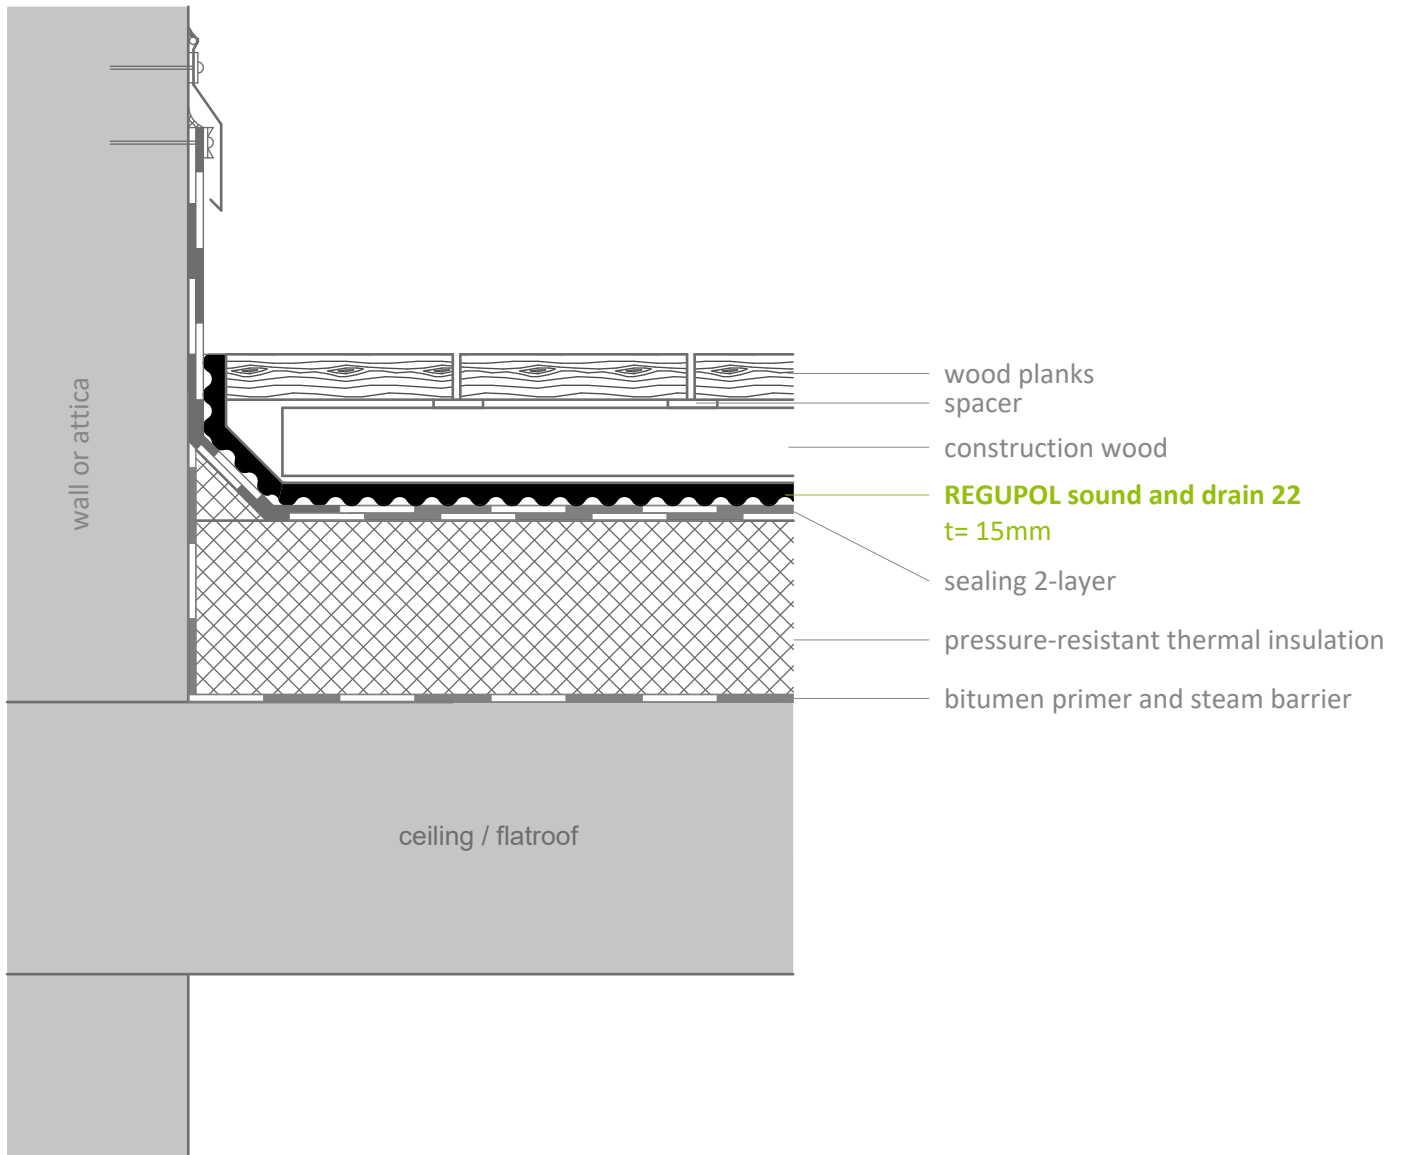 wood planks
spacer
wall or attica
construction wood
REGUPOL sound and drain 22
t= 15mm
sealing 2-layer
pressure-resistant thermal insulation
bitumen primer and steam barrier
ceiling / flatroof